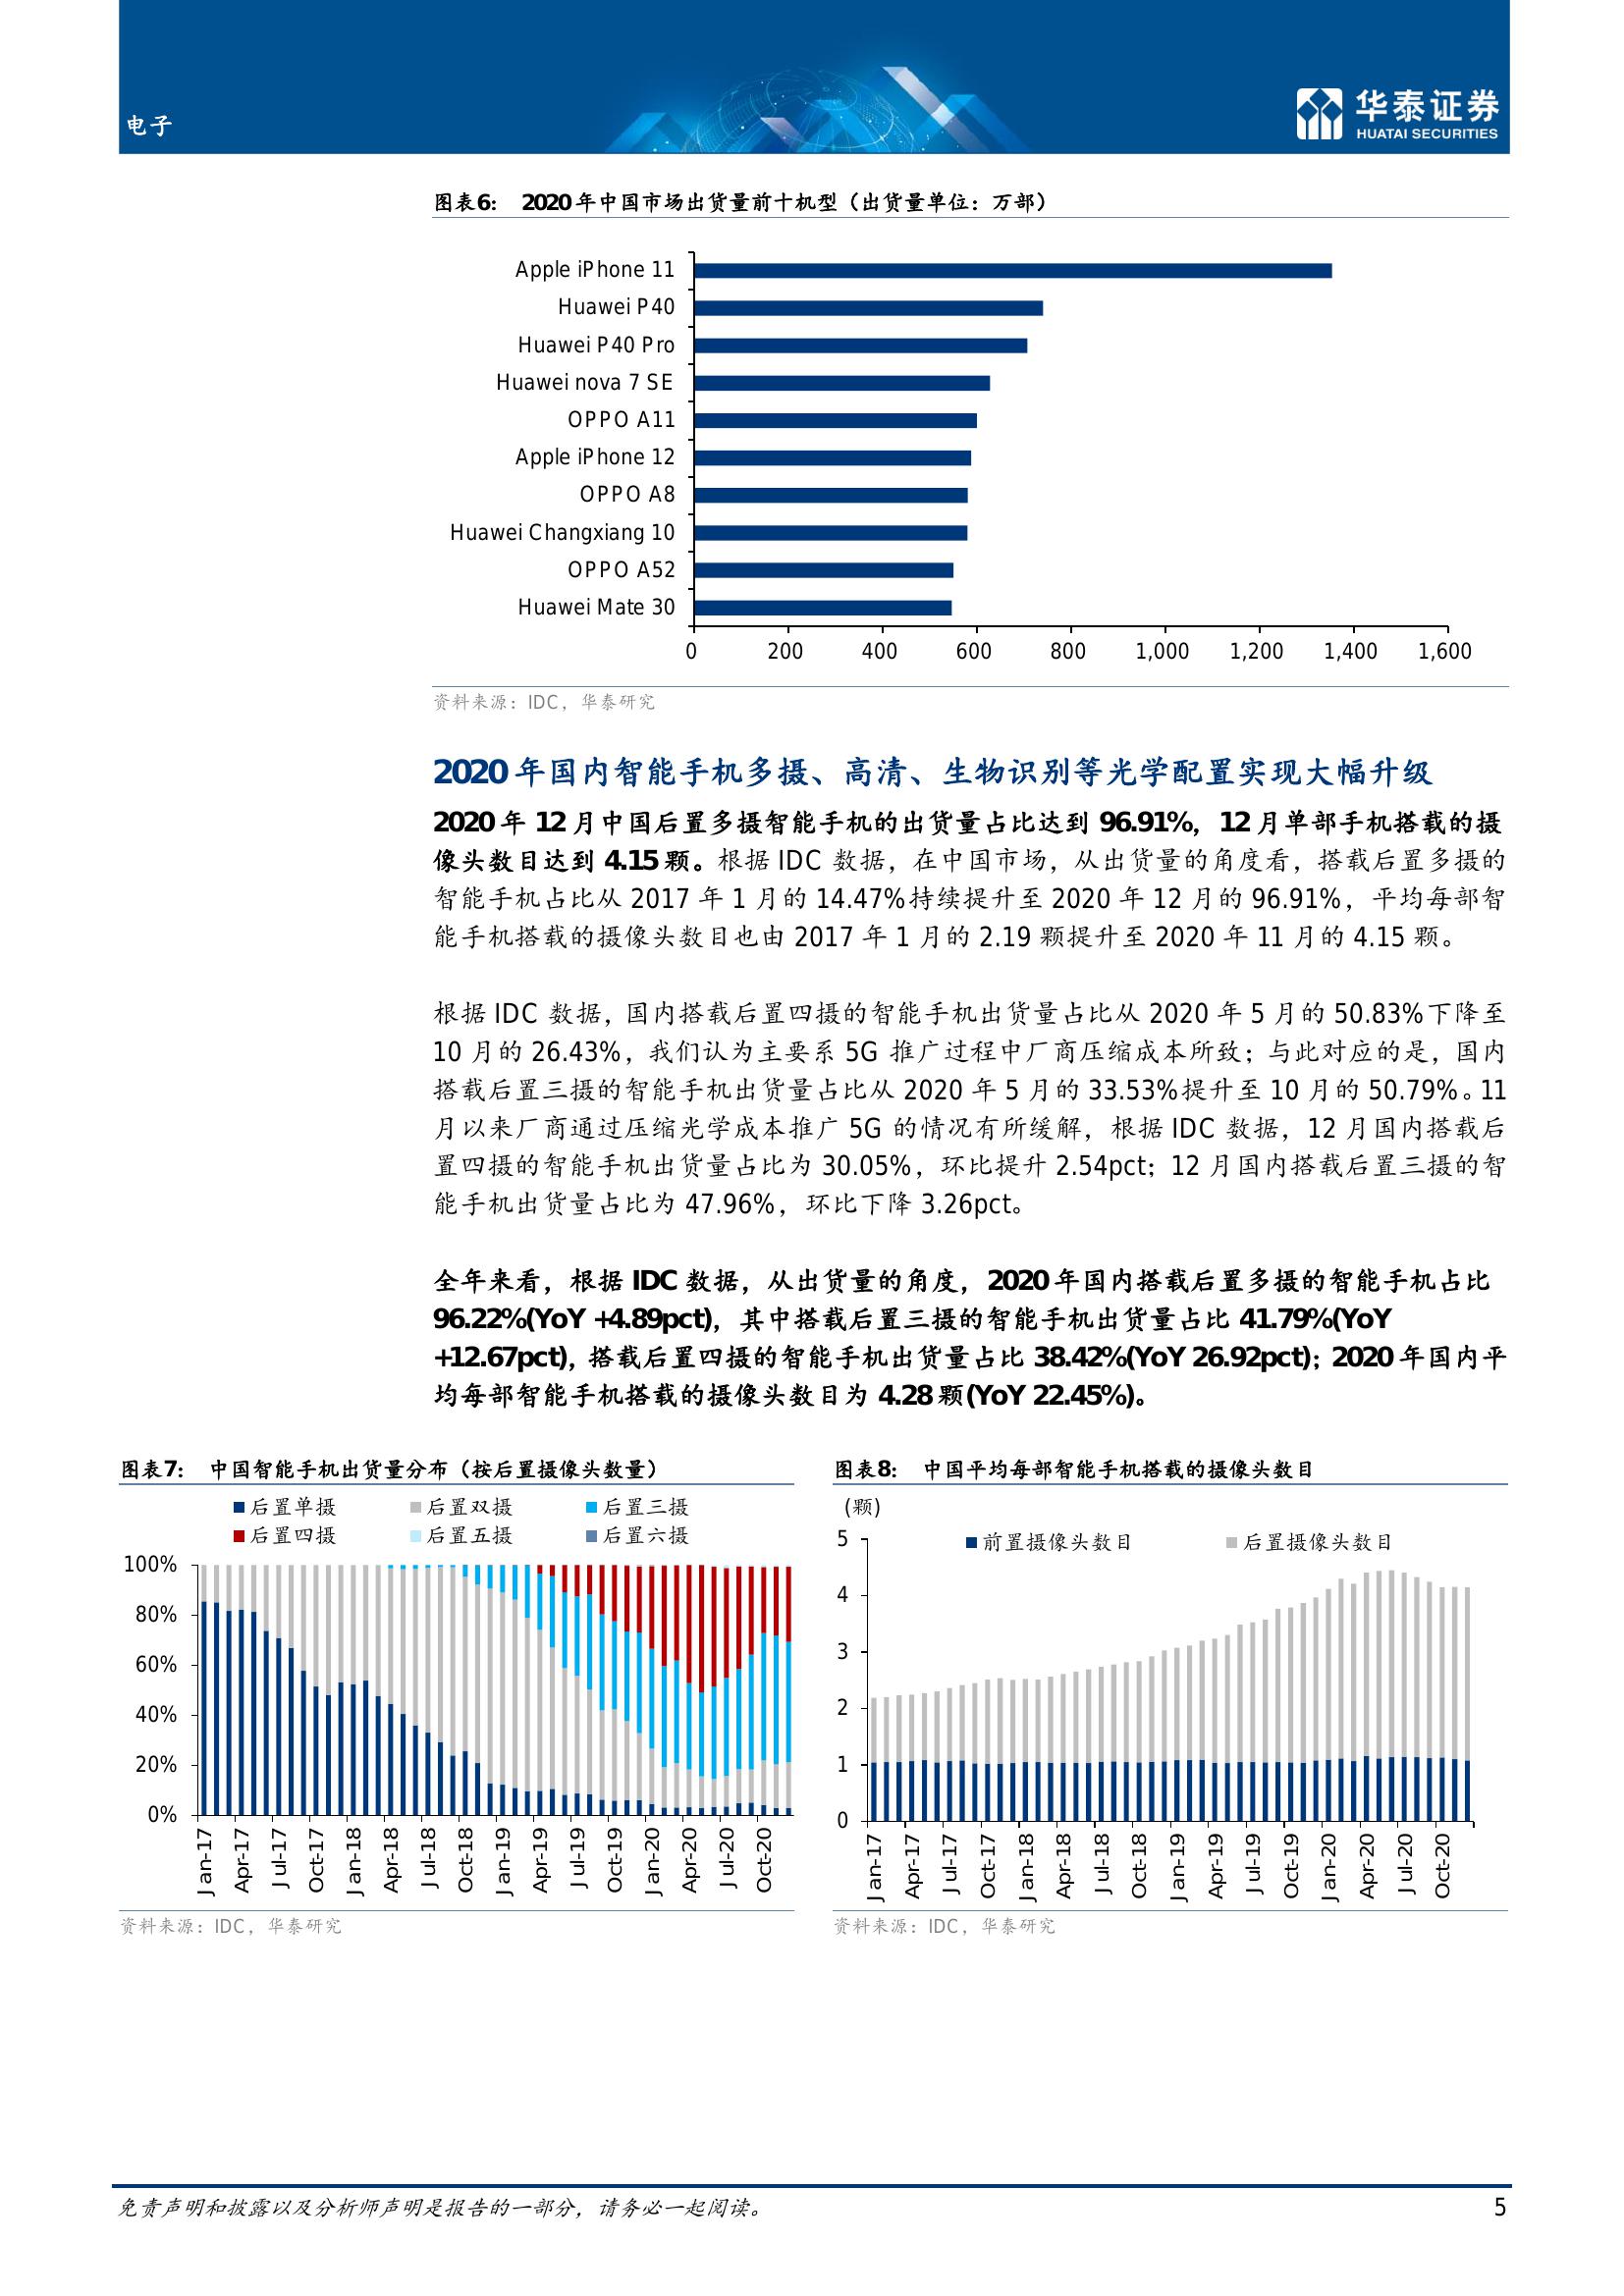 电子
华泰证券
HUATAI SECURITIES
图表6： 2020年中国市场出货量前十机型（出货量单位：万部）
Apple iPhone 11
Huawei P40
Huawei P40 Pro
Huawei nova 7 SE
OPPO A11
Apple iPhone 12
OPPO A8
Huawei Changxiang 10
OPPO A52
Huawei Mate 30
0 200 400 600 800 1,000 1,200 1,400 1,600
资料来源：IDC，华泰研究
2020年国内智能手机多摄、高清、生物识别等光学配置实现大幅升级
2020年12月中国后置多摄智能手机的出货量占比达到96.91%，12月单部手机搭载的摄
像头数目达到4.15颗。根据IDC数据，在中国市场，从出货量的角度看，搭载后置多摄的
智能手机占比从2017年1月的14.47%持续提升至2020年12月的96.91%，平均每部智
能手机搭载的摄像头数目也由2017年1月的2.19颗提升至2020年11月的4.15颗。
根据IDC数据，国内搭载后置四摄的智能手机出货量占比从2020年5月的50.83%下降至
10月的26.43%，我们认为主要系5G推广过程中厂商压缩成本所致；与此对应的是，国内
搭载后置三摄的智能手机出货量占比从2020年5月的33.53%提升至10月的50.79%。11
月以来厂商通过压缩光学成本推广5G的情况有所缓解，根据IDC数据，12月国内搭载后
置四摄的智能手机出货量占比为30.05%，环比提升2.54pct；12月国内搭载后置三摄的智
能手机出货量占比为47.96%，环比下降3.26pct。
全年来看，根据IDC数据，从出货量的角度，2020年国内搭载后置多摄的智能手机占比
96.22%(YoY +4.89pct)，其中搭载后置三摄的智能手机出货量占比41.79%(YoY
+12.67pct)，搭载后置四摄的智能手机出货量占比38.42%(YoY 26.92pct)；2020年国内平
均每部智能手机搭载的摄像头数目为4.28颗(YoY 22.45%)。
图表7： 中国智能手机出货量分布（按后置摄像头数量）
后置单摄 后置双摄 后置三摄
后置四摄 后置五摄 后置六摄
100%
80%
60%
40%
20%
0%
Jan-17 Apr-17 Jul-17 Oct-17 Jan-18 Apr-18 Jul-18 Oct-18 Jan-19 Apr-19 Jul-19 Oct-19 Jan-20 Apr-20 Jul-20 Oct-20
资料来源：IDC，华泰研究
图表8： 中国平均每部智能手机搭载的摄像头数目
(颗)
前置摄像头数目 后置摄像头数目
5
4
3
2
1
0
Jan-17 Apr-17 Jul-17 Oct-17 Jan-18 Apr-18 Jul-18 Oct-18 Jan-19 Apr-19 Jul-19 Oct-19 Jan-20 Apr-20 Jul-20 Oct-20
资料来源：IDC，华泰研究
免责声明和披露以及分析师声明是报告的一部分，请务必一起阅读。 5